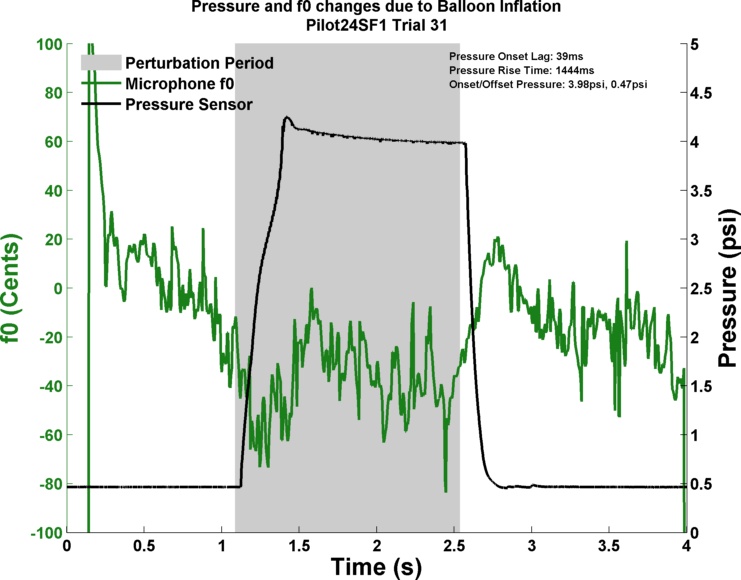 Pressure and f0 changes due to Balloon Inflation
Pilot24SF1 Trial 31
Perturbation Period
Microphone f0
Pressure Sensor
Pressure Onset Lag: 39ms
Pressure Rise Time: 1444ms
Onset/Offset Pressure: 3.98psi, 0.47psi
f0 (Cents)
100
80
60
40
20
0
-20
-40
-60
-80
-100
Pressure (psi)
5
4.5
4
3.5
3
2.5
2
1.5
1
0.5
0
0 0.5 1 1.5 2 2.5 3 3.5 4
Time (s)